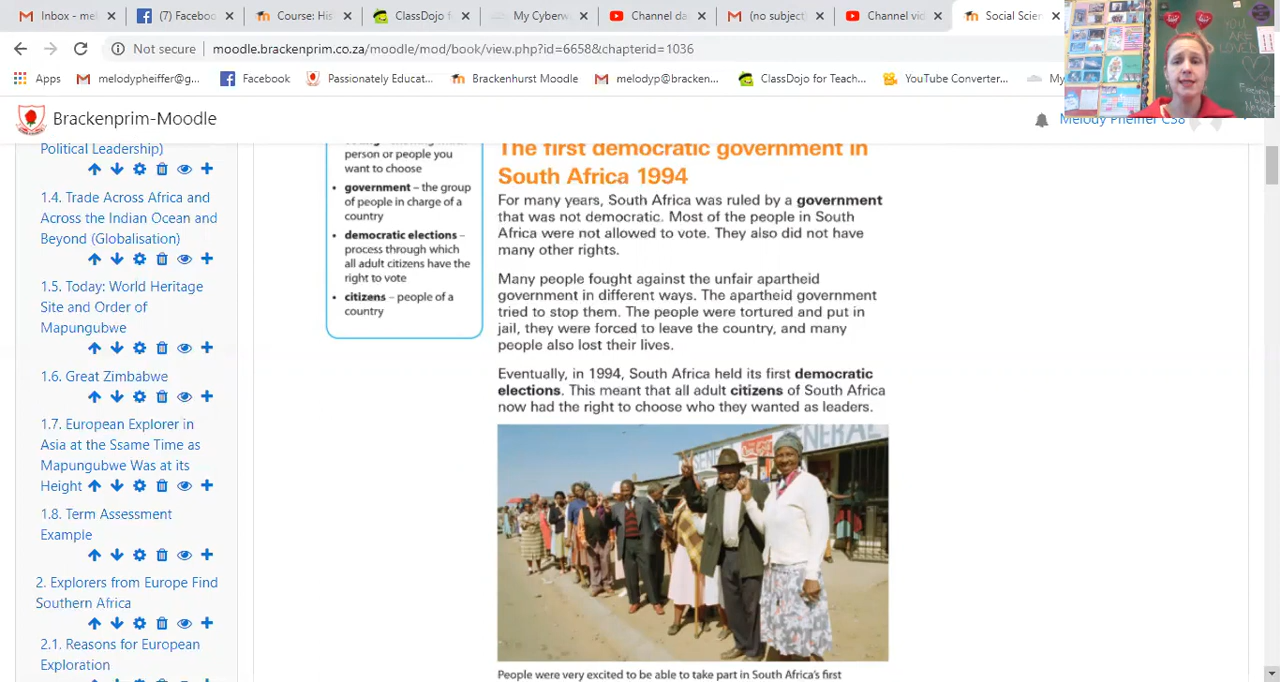 Inbox - mel
(7) Faceboo
Course: His
ClassDojo f
My Cyberw
Channel da
(no subject
Channel vid
Social Scien
Not secure
moodle.brackenprim.co.za/moodle/mod/book/view.php?id=6658&chapterid=1036
Apps
melodypheiffer@g...
Facebook
Passionately Educat...
Brackenhurst Moodle
melodyp@bracken...
ClassDojo for Teach...
YouTube Converter...
My
Brackenprim-Moodle
Melody Pheiffer CS8
YOU
ARE
LOVED
Political Leadership)
1.4. Trade Across Africa and
Across the Indian Ocean and
Beyond (Globalisation)
1.5. Today: World Heritage
Site and Order of
Mapungubwe
1.6. Great Zimbabwe
1.7. European Explorer in
Asia at the Ssame Time as
Mapungubwe Was at its
Height
1.8. Term Assessment
Example
2. Explorers from Europe Find
Southern Africa
2.1. Reasons for European
Exploration
person or people you
want to choose
• government – the group
of people in charge of a
country
• democratic elections –
process through which
all adult citizens have the
right to vote
• citizens – people of a
country
The first democratic government in
South Africa 1994
For many years, South Africa was ruled by a government
that was not democratic. Most of the people in South
Africa were not allowed to vote. They also did not have
many other rights.
Many people fought against the unfair apartheid
government in different ways. The apartheid government
tried to stop them. The people were tortured and put in
jail, they were forced to leave the country, and many
people also lost their lives.
Eventually, in 1994, South Africa held its first democratic
elections. This meant that all adult citizens of South Africa
now had the right to choose who they wanted as leaders.
People were very excited to be able to take part in South Africa's first